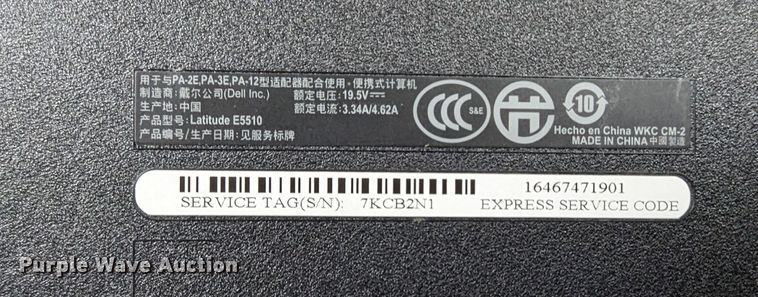 用于与PA-2E,PA-3E,PA-12型适配器配合使用·便携式计算机
制造商：戴尔公司(Dell Inc.) 额定电压：19.5V⎓
生产地：中国 额定电流：3.34A/4.62A
产品型号：Latitude E5510
产品编号/生产日期：见服务标牌
CCC S&E
10
Hecho en China WKC CM-2
MADE IN CHINA 中國製造
16467471901
SERVICE TAG(S/N): 7KCB2N1 EXPRESS SERVICE CODE
Purple Wave Auction